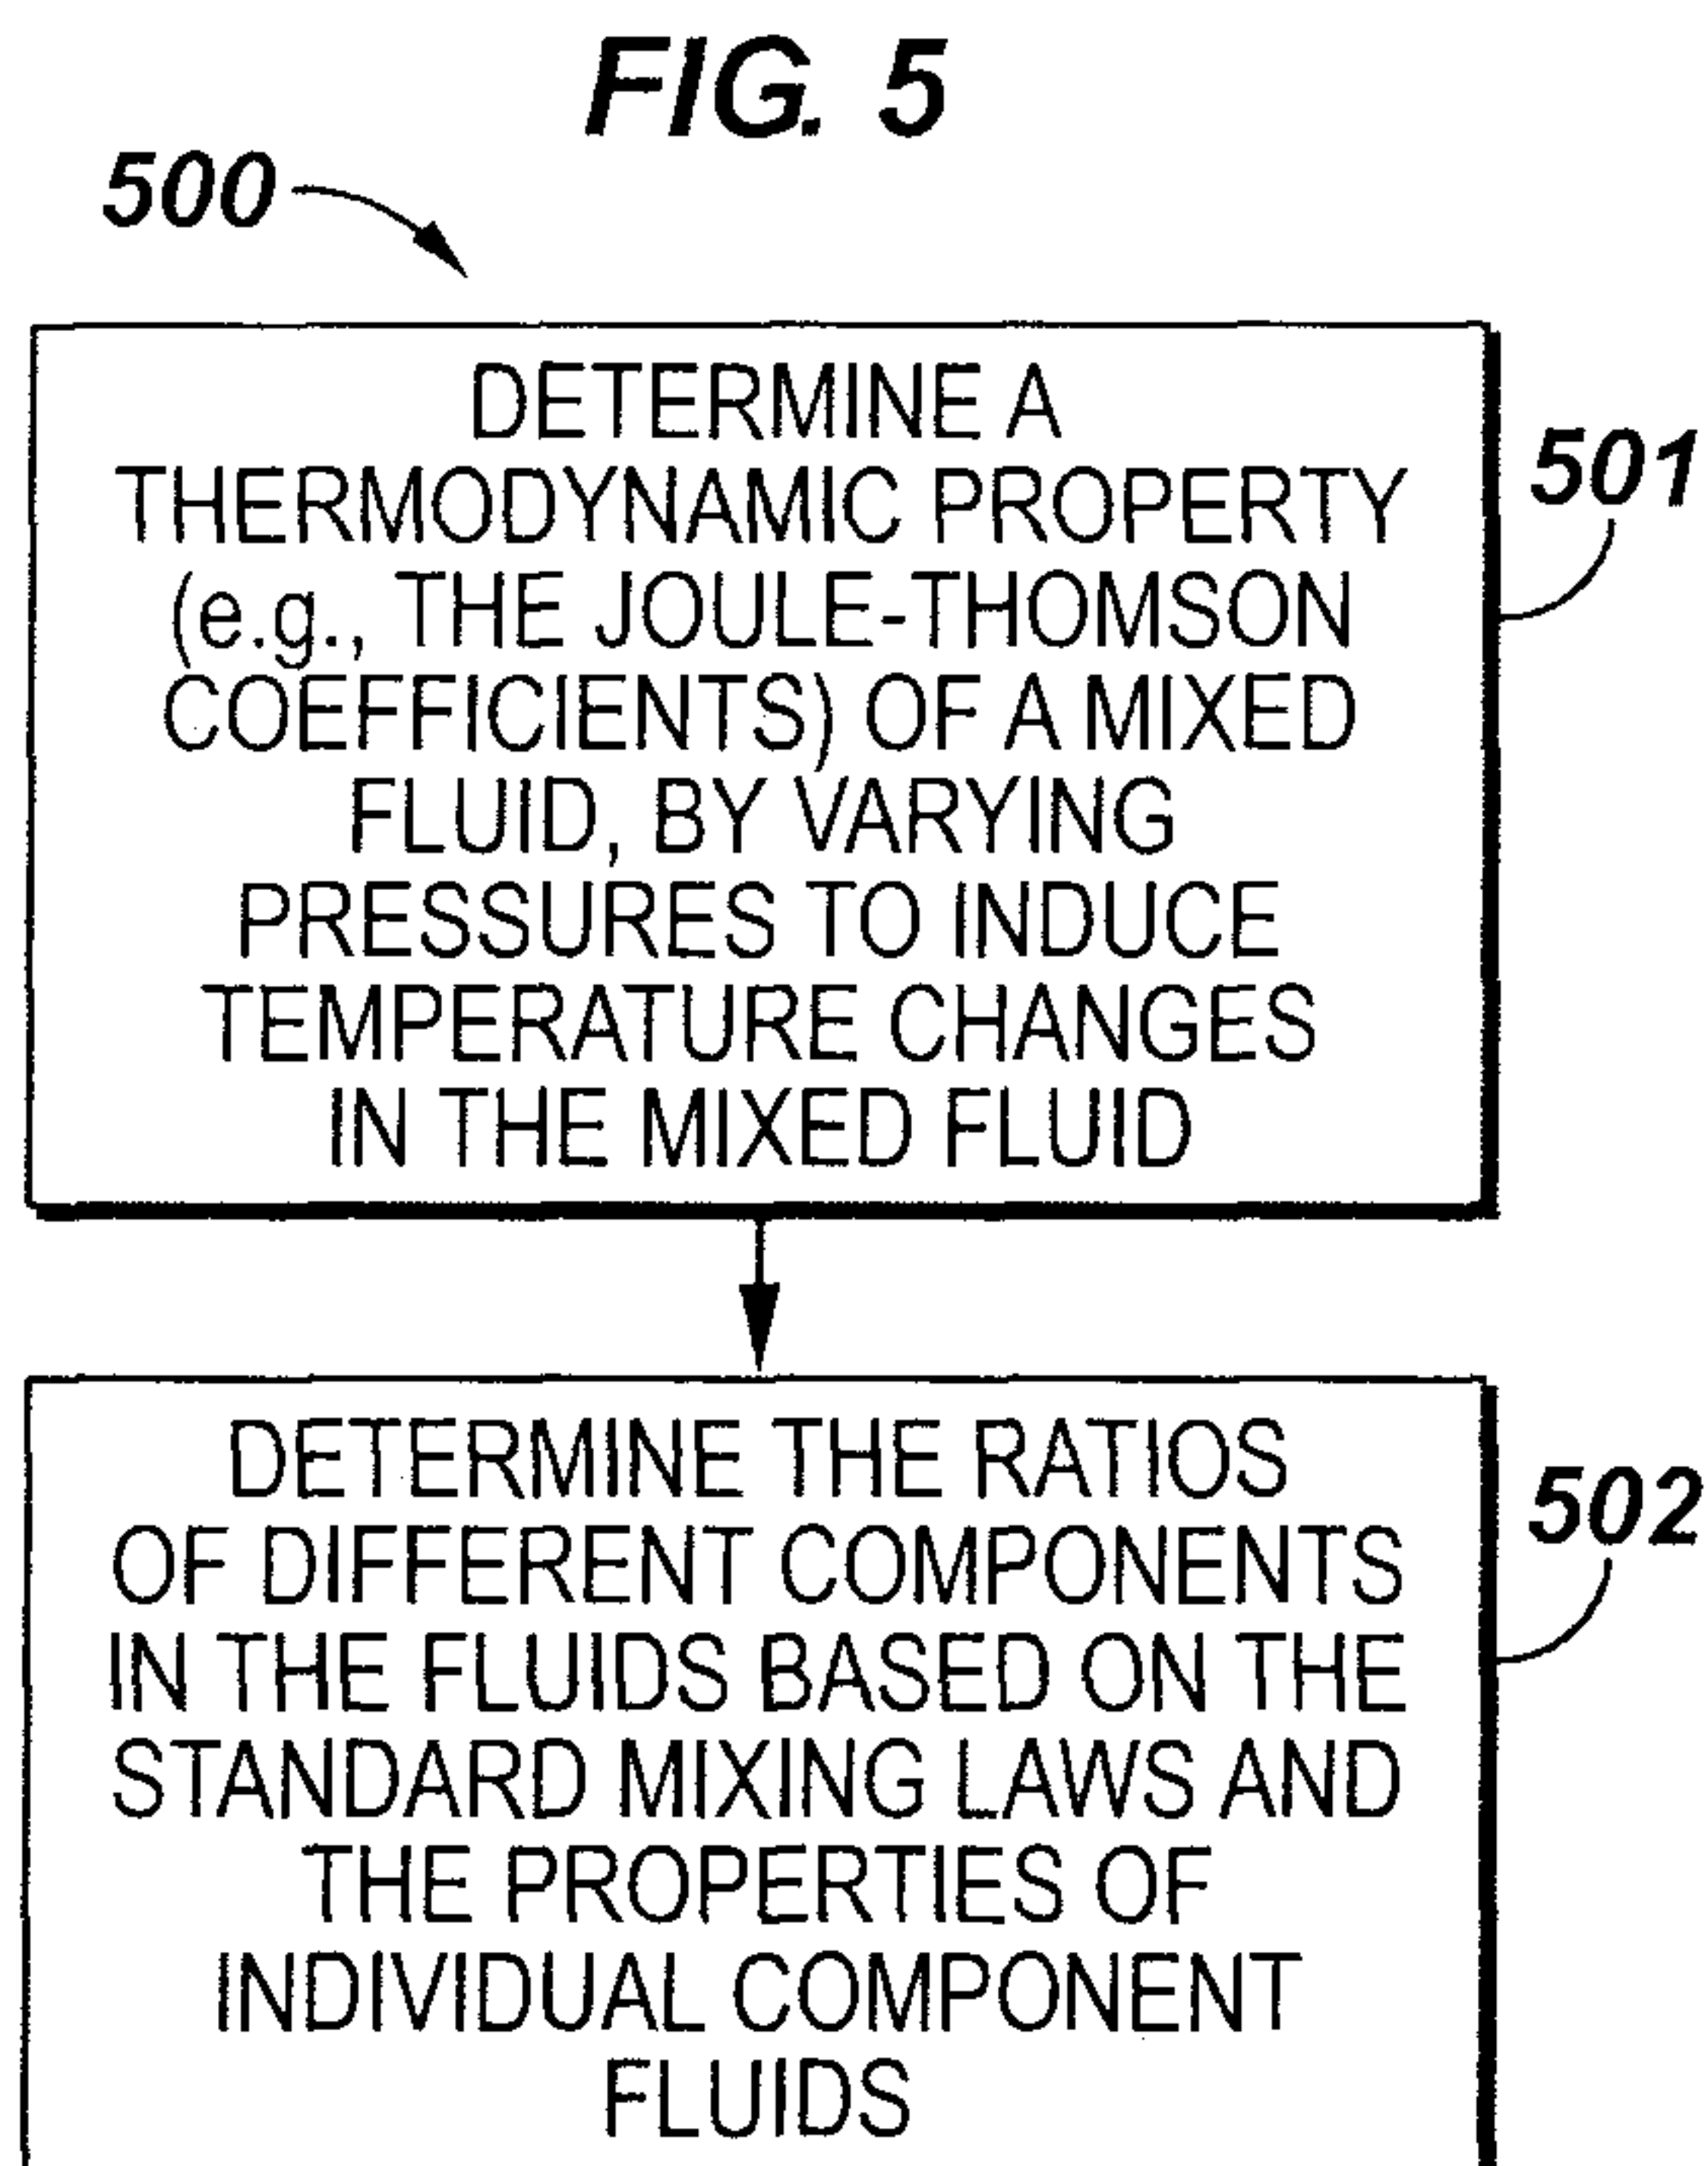 FIG. 5
500
DETERMINE A
THERMODYNAMIC PROPERTY
(e.g., THE JOULE-THOMSON
COEFFICIENTS) OF A MIXED
FLUID, BY VARYING
PRESSURES TO INDUCE
TEMPERATURE CHANGES
IN THE MIXED FLUID
501
DETERMINE THE RATIOS
OF DIFFERENT COMPONENTS
IN THE FLUIDS BASED ON THE
STANDARD MIXING LAWS AND
THE PROPERTIES OF
INDIVIDUAL COMPONENT
FLUIDS
502